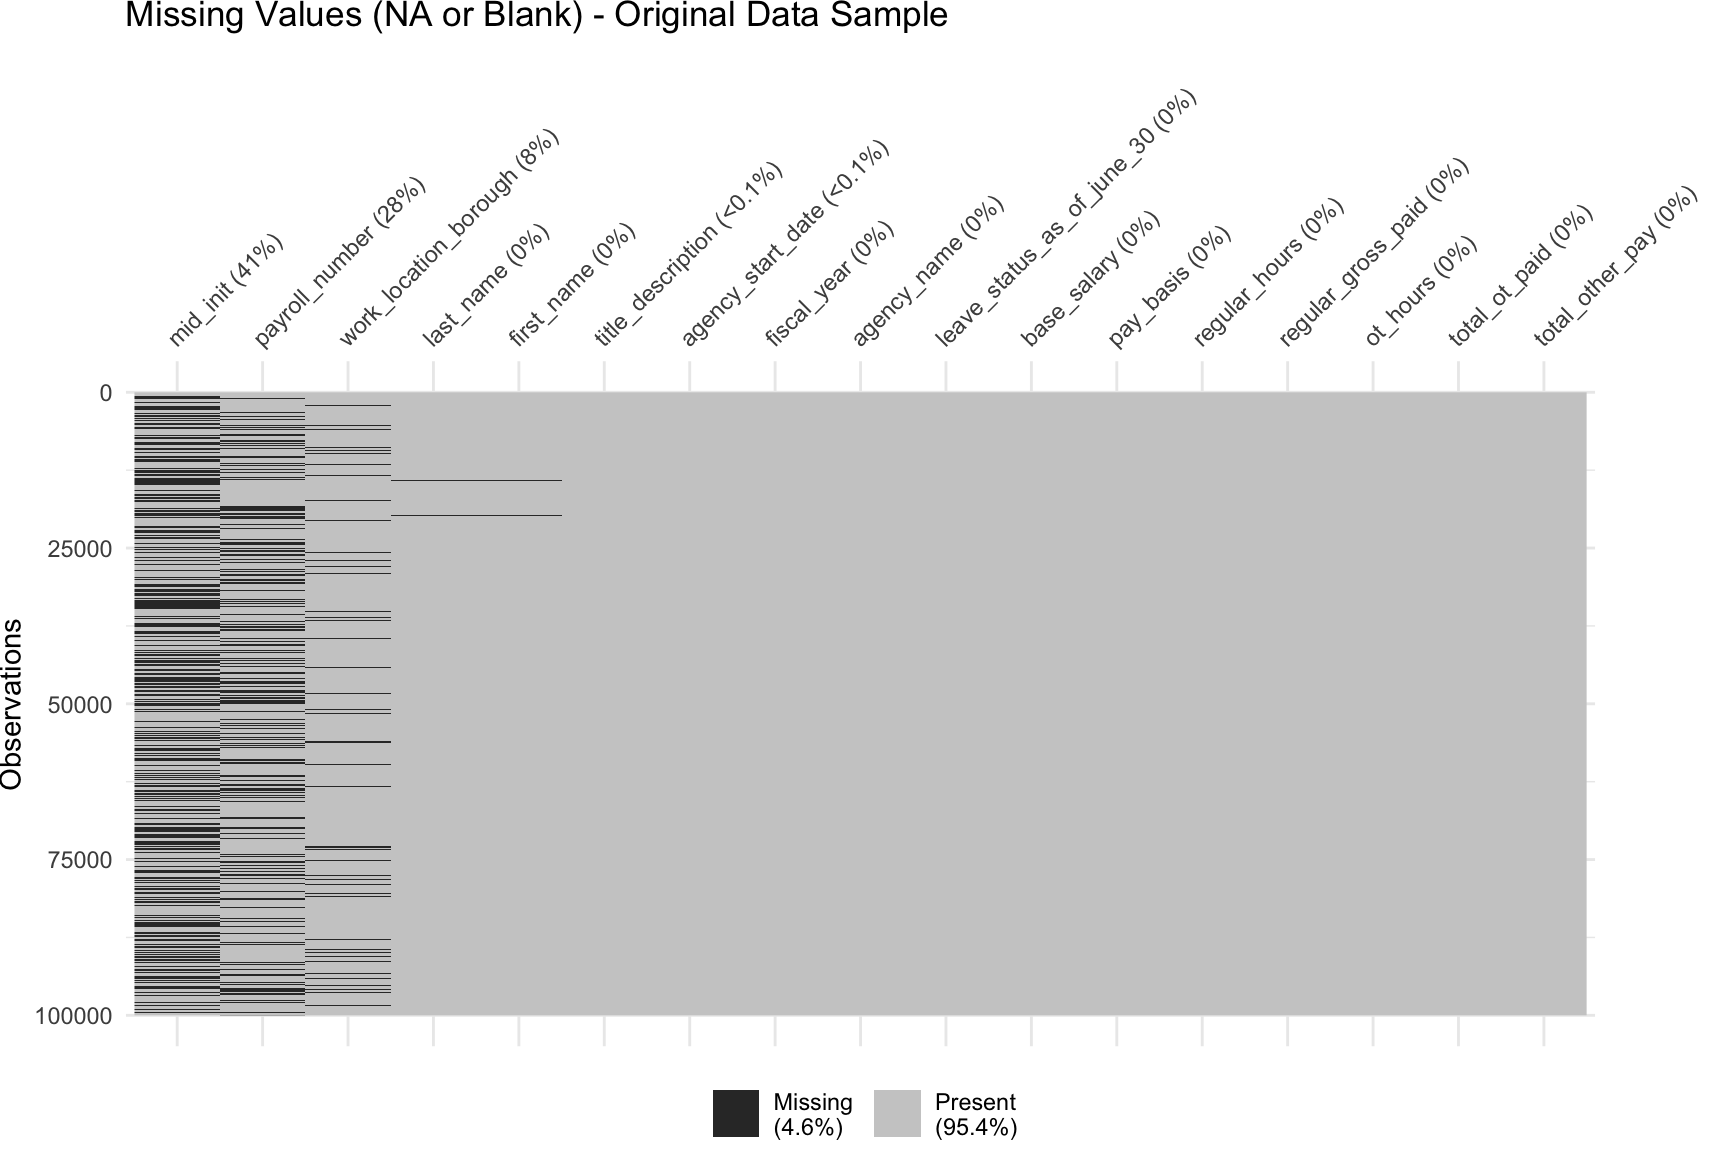 Missing Values (NA or Blank) - Original Data Sample
mid_init (41%)
payroll_number (28%)
work_location_borough (8%)
last_name (0%)
first_name (0%)
title_description (<0.1%)
agency_start_date (<0.1%)
fiscal_year (0%)
agency_name (0%)
leave_status_as_of_june_30 (0%)
base_salary (0%)
pay_basis (0%)
regular_hours (0%)
regular_gross_paid (0%)
ot_hours (0%)
total_ot_paid (0%)
total_other_pay (0%)
Observations
0
25000
50000
75000
100000
Missing
(4.6%)
Present
(95.4%)